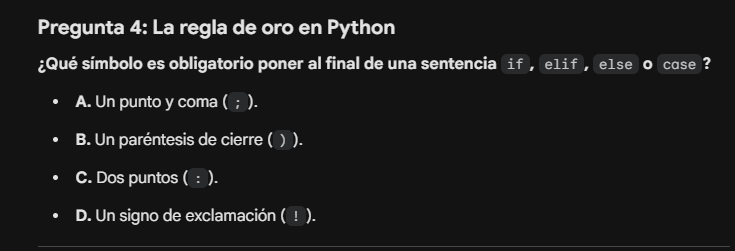 Pregunta 4: La regla de oro en Python
¿Qué símbolo es obligatorio poner al final de una sentencia if, elif, else o case?
• A. Un punto y coma ( ; ).
• B. Un paréntesis de cierre ( ) ).
• C. Dos puntos ( : ).
• D. Un signo de exclamación ( ! ).